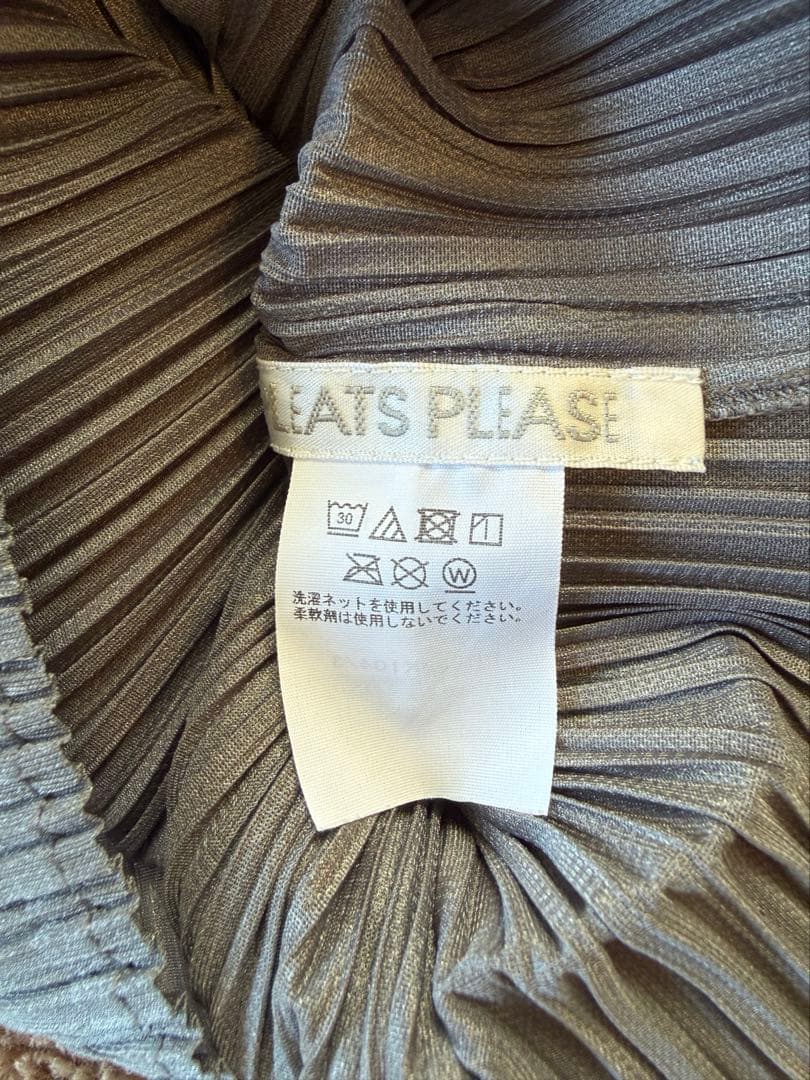 LEATS PLEASE
30
W
洗濯ネットを使用してください。
柔軟剤は使用しないでください。